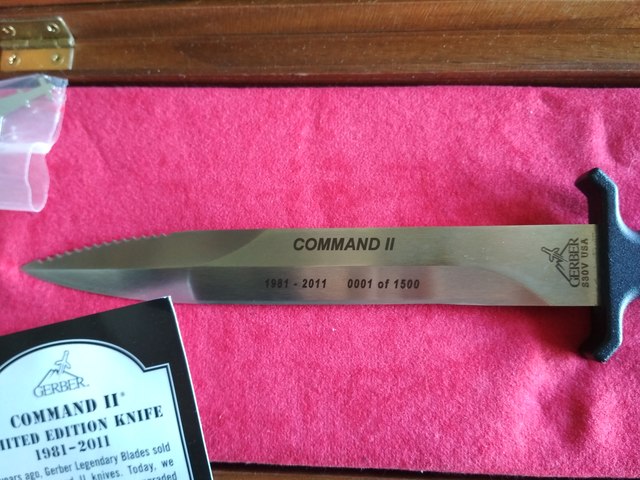 COMMAND II
1981 - 2011 0001 of 1500
GERBER
S30V USA
GERBER
COMMAND II
LIMITED EDITION KNIFE
1981-2011
years ago, Gerber Legendary Blades sold
II knives. Today, we